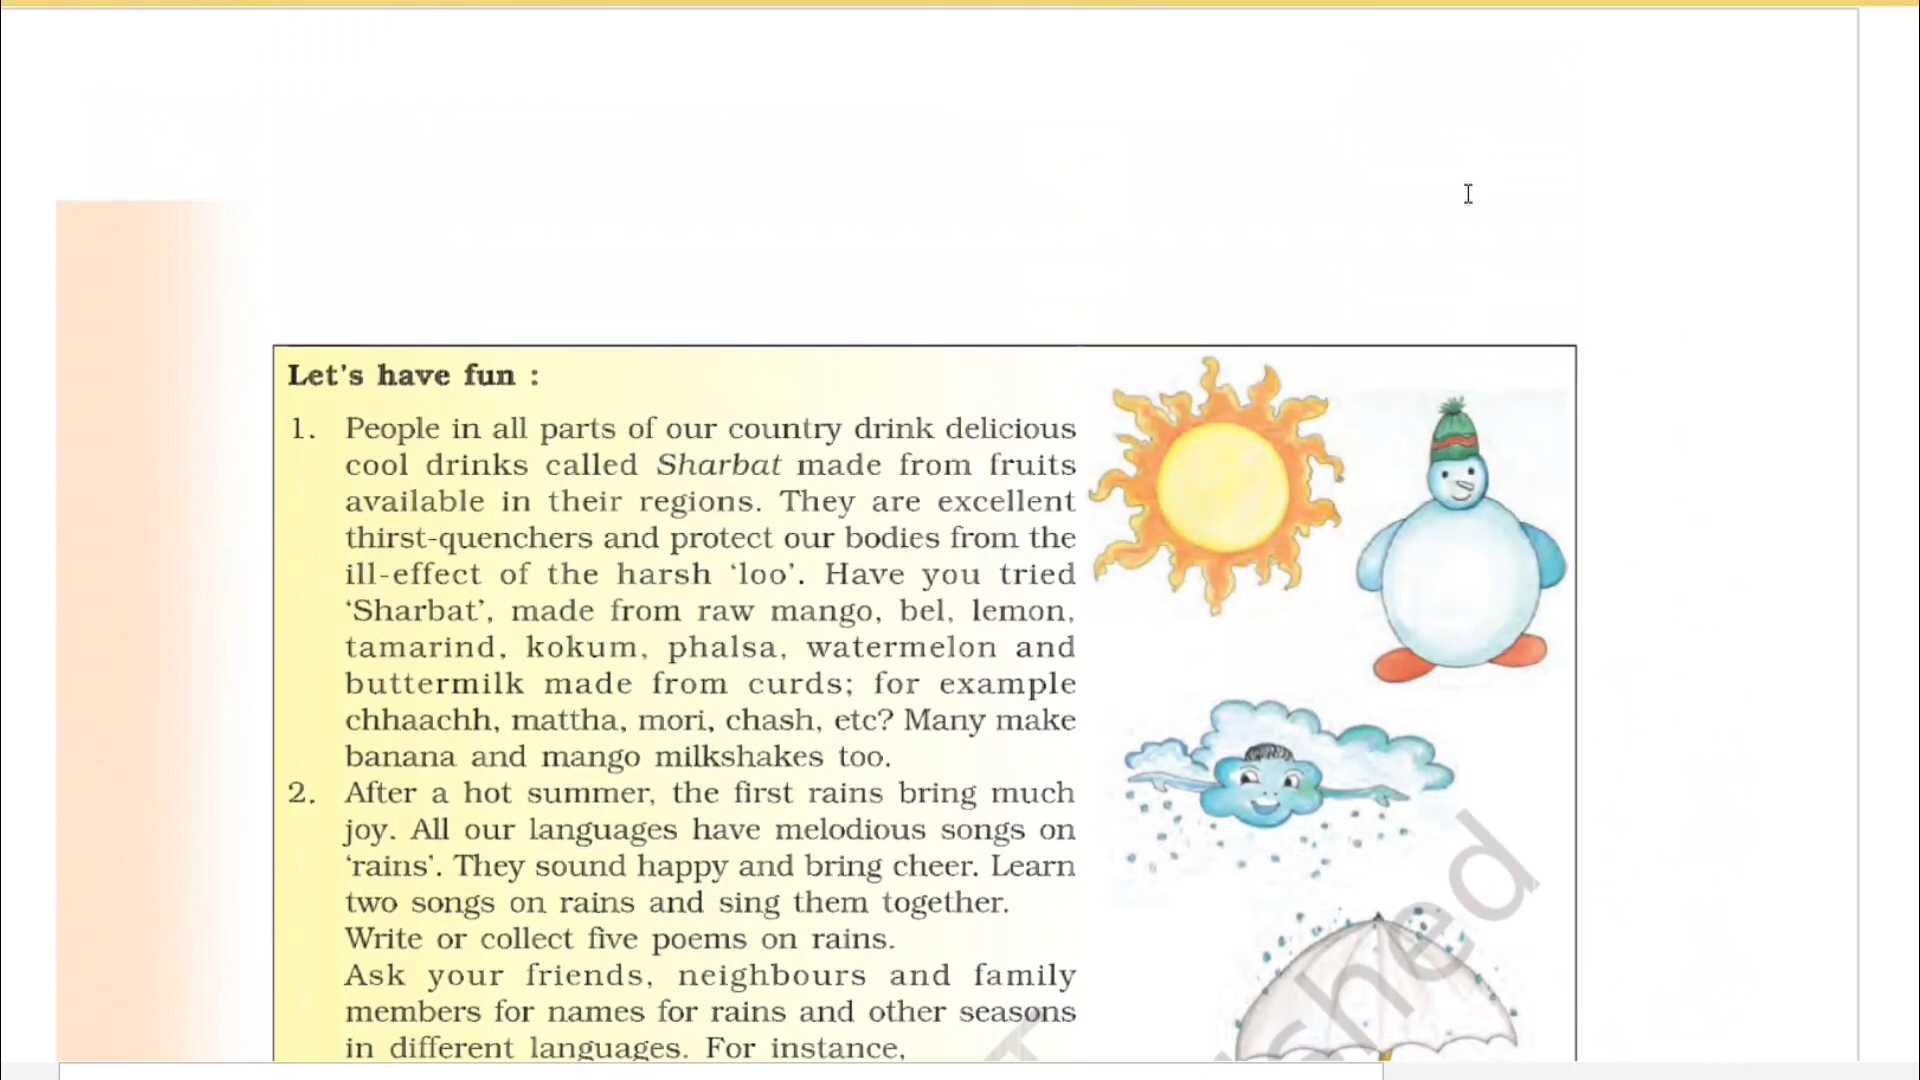 Let's have fun :
1. People in all parts of our country drink delicious
cool drinks called Sharbat made from fruits
available in their regions. They are excellent
thirst-quenchers and protect our bodies from the
ill-effect of the harsh ‘loo’. Have you tried
‘Sharbat’, made from raw mango, bel, lemon,
tamarind, kokum, phalsa, watermelon and
buttermilk made from curds; for example
chhaachh, mattha, mori, chash, etc? Many make
banana and mango milkshakes too.
2. After a hot summer, the first rains bring much
joy. All our languages have melodious songs on
‘rains’. They sound happy and bring cheer. Learn
two songs on rains and sing them together.
Write or collect five poems on rains.
Ask your friends, neighbours and family
members for names for rains and other seasons
in different languages. For instance,